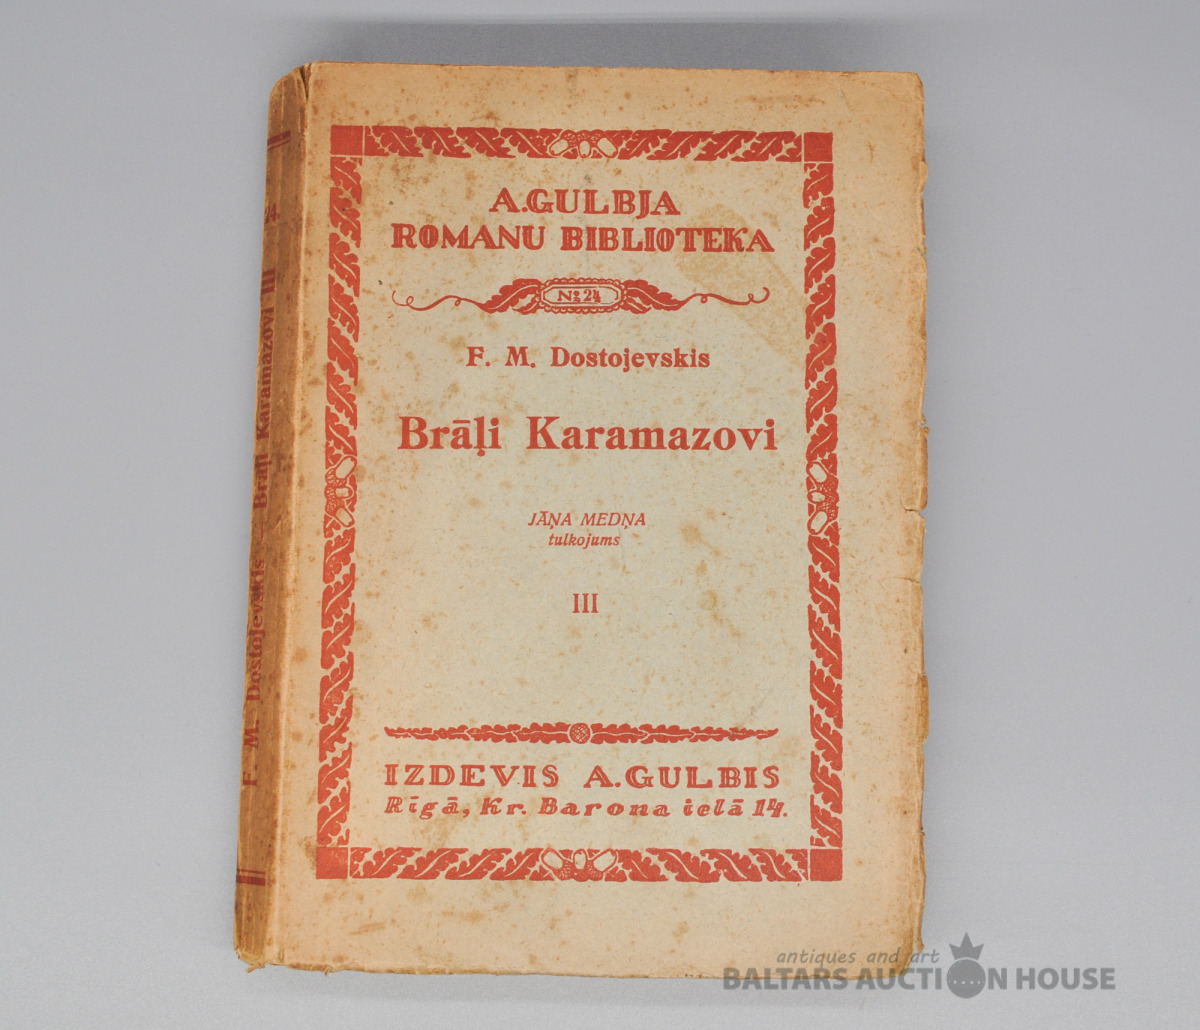 A. GULBJA
ROMANU BIBLIOTEKA
№ 24
F. M. Dostojevskis
Brāļi Karamazovi
JĀŅA MEDŅA
tulkojums
III
IZDEVIS A. GULBIS
Rīgā, Kr. Barona ielā 14.
24.
F. M. Dostojevskis Brāļi Karamazovi III
antiques and art
BALTARS AUCTION HOUSE